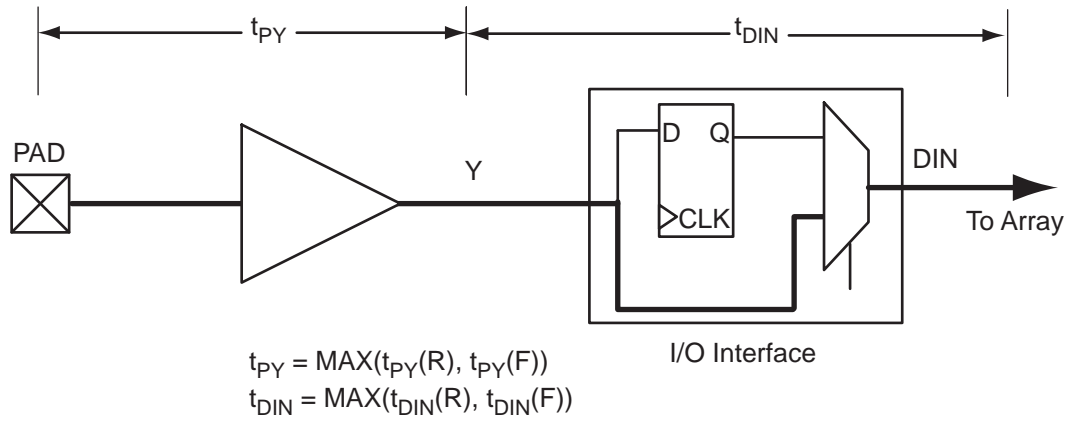 tPY
tDIN
PAD
Y
D Q
CLK
DIN
To Array
I/O Interface
tPY = MAX(tPY(R), tPY(F))
tDIN = MAX(tDIN(R), tDIN(F))